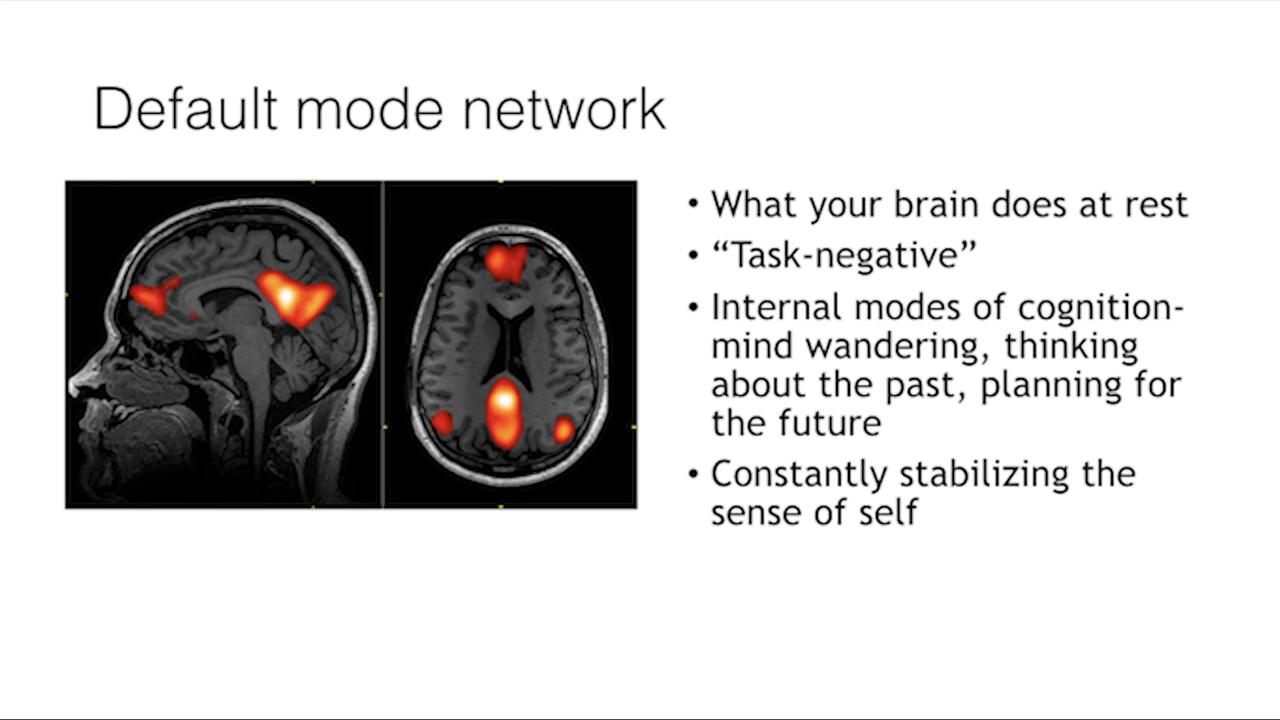 Default mode network
• What your brain does at rest
• “Task-negative”
• Internal modes of cognition-
mind wandering, thinking
about the past, planning for
the future
• Constantly stabilizing the
sense of self